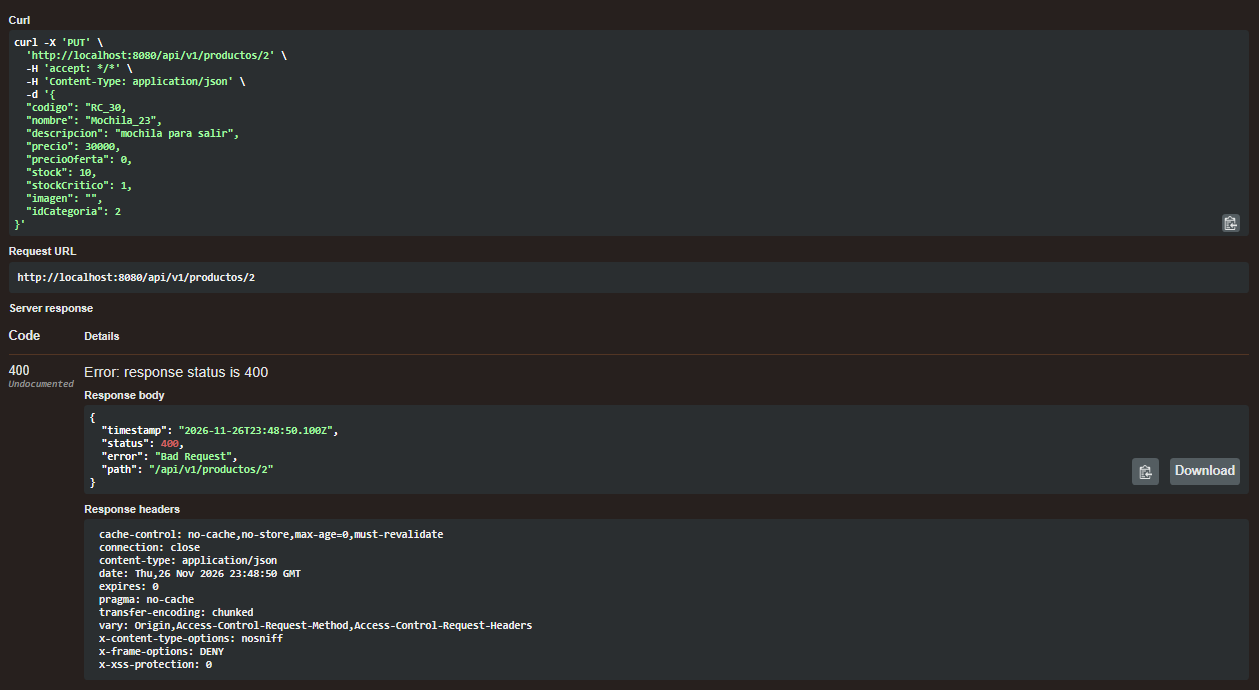 Curl
curl -X 'PUT' \
'http://localhost:8080/api/v1/productos/2' \
-H 'accept: */*' \
-H 'Content-Type: application/json' \
-d '{
"codigo": "RC_30,
"nombre": "Mochila_23",
"descripcion": "mochila para salir",
"precio": 30000,
"precioOferta": 0,
"stock": 10,
"stockCritico": 1,
"imagen": "",
"idCategoria": 2
}'
Request URL
http://localhost:8080/api/v1/productos/2
Server response
Code Details
400 Error: response status is 400
Undocumented
Response body
{
"timestamp": "2026-11-26T23:48:50.100Z",
"status": 400,
"error": "Bad Request",
"path": "/api/v1/productos/2"
}
Download
Response headers
cache-control: no-cache,no-store,max-age=0,must-revalidate
connection: close
content-type: application/json
date: Thu,26 Nov 2026 23:48:50 GMT
expires: 0
pragma: no-cache
transfer-encoding: chunked
vary: Origin,Access-Control-Request-Method,Access-Control-Request-Headers
x-content-type-options: nosniff
x-frame-options: DENY
x-xss-protection: 0